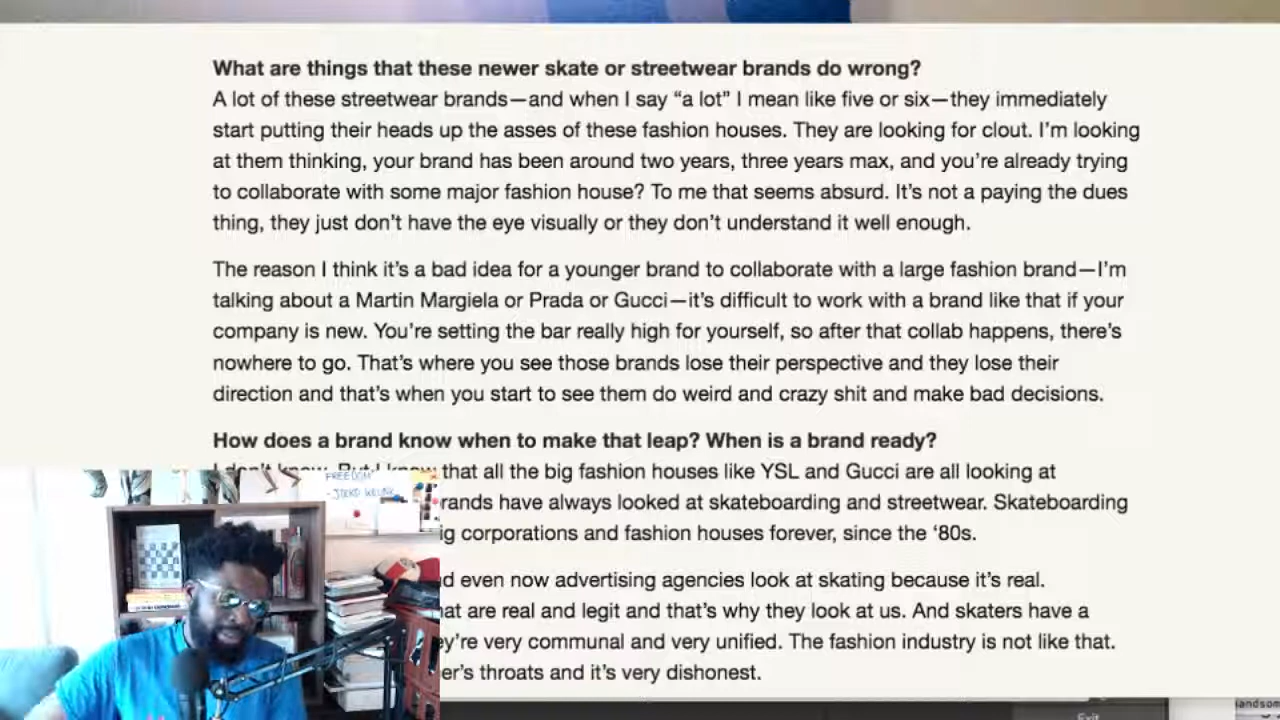 What are things that these newer skate or streetwear brands do wrong?
A lot of these streetwear brands—and when I say “a lot” I mean like five or six—they immediately
start putting their heads up the asses of these fashion houses. They are looking for clout. I’m looking
at them thinking, your brand has been around two years, three years max, and you’re already trying
to collaborate with some major fashion house? To me that seems absurd. It’s not a paying the dues
thing, they just don’t have the eye visually or they don’t understand it well enough.
The reason I think it’s a bad idea for a younger brand to collaborate with a large fashion brand—I’m
talking about a Martin Margiela or Prada or Gucci—it’s difficult to work with a brand like that if your
company is new. You’re setting the bar really high for yourself, so after that collab happens, there’s
nowhere to go. That’s where you see those brands lose their perspective and they lose their
direction and that’s when you start to see them do weird and crazy shit and make bad decisions.
How does a brand know when to make that leap? When is a brand ready?
I don’t know. But I know that all the big fashion houses like YSL and Gucci are all looking at
rands have always looked at skateboarding and streetwear. Skateboarding
ig corporations and fashion houses forever, since the ‘80s.
d even now advertising agencies look at skating because it’s real.
at are real and legit and that’s why they look at us. And skaters have a
ey’re very communal and very unified. The fashion industry is not like that.
er’s throats and it’s very dishonest.
FREEDOM"
Exit